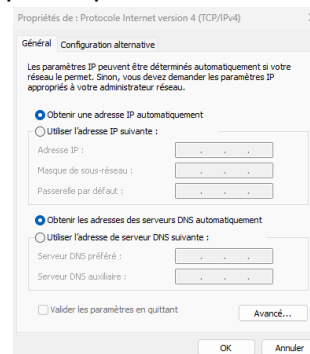 Propriétés de : Protocole Internet version 4 (TCP/IPv4)
Général Configuration alternative
Les paramètres IP peuvent être déterminés automatiquement si votre
réseau le permet. Sinon, vous devez demander les paramètres IP
appropriés à votre administrateur réseau.
Obtenir une adresse IP automatiquement
Utiliser l'adresse IP suivante :
Adresse IP :
Masque de sous-réseau :
Passerelle par défaut :
Obtenir les adresses des serveurs DNS automatiquement
Utiliser l'adresse de serveur DNS suivante :
Serveur DNS préféré :
Serveur DNS auxiliaire :
Valider les paramètres en quittant
Avancé...
OK Annuler